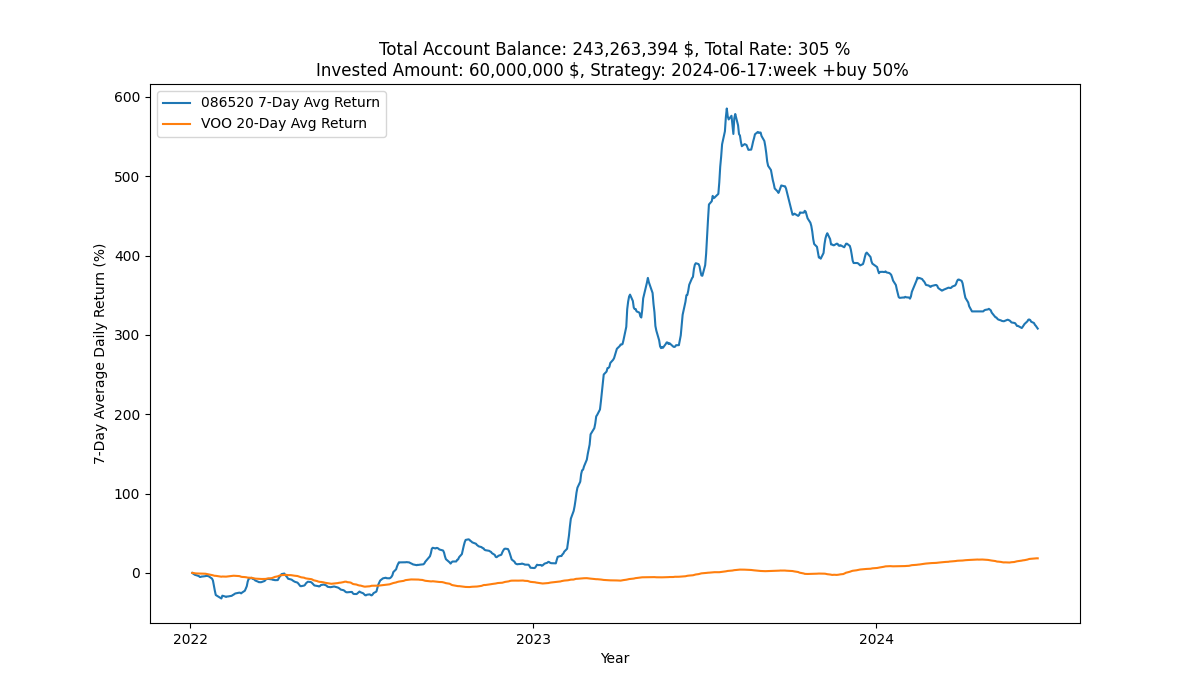 Total Account Balance: 243,263,394 $, Total Rate: 305 %
Invested Amount: 60,000,000 $, Strategy: 2024-06-17:week +buy 50%
086520 7-Day Avg Return
VOO 20-Day Avg Return
7-Day Average Daily Return (%)
600
500
400
300
200
100
0
2022
2023
2024
Year